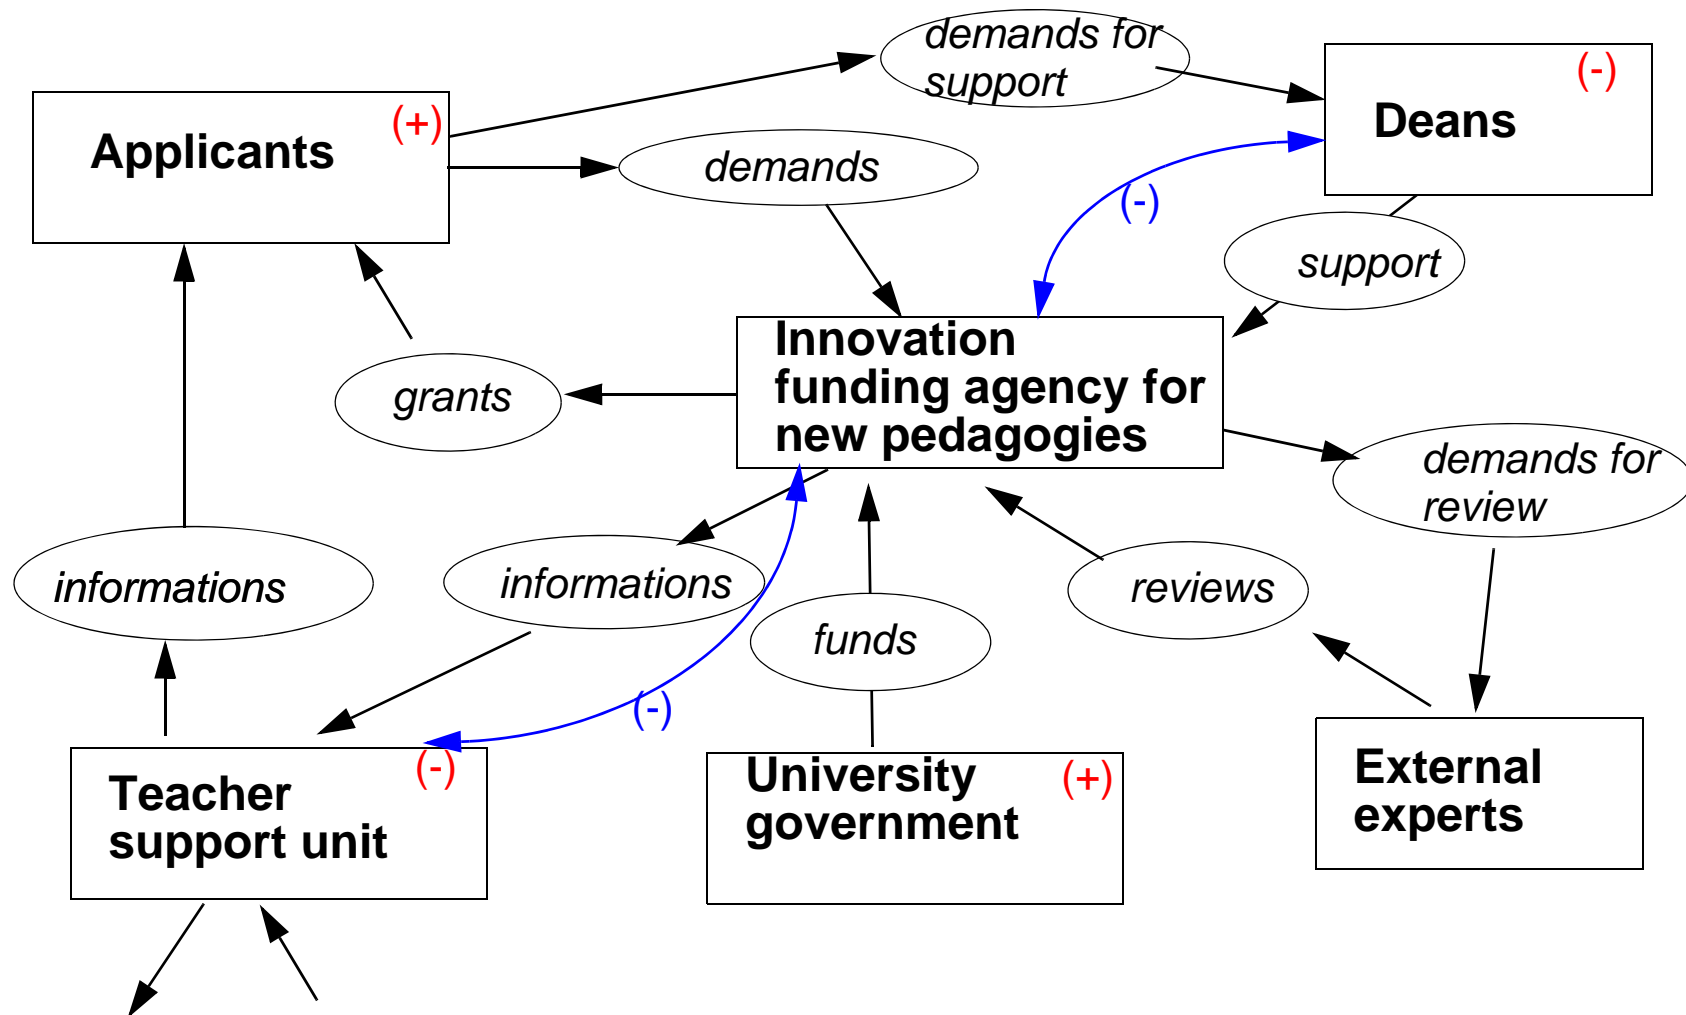 demands for
support
(-)
Deans
Applicants
(+)
demands
(-)
support
Innovation
funding agency for
new pedagogies
grants
demands for
review
informations
informations
reviews
funds
(-)
(-)
Teacher
support unit
University
government
(+)
External
experts